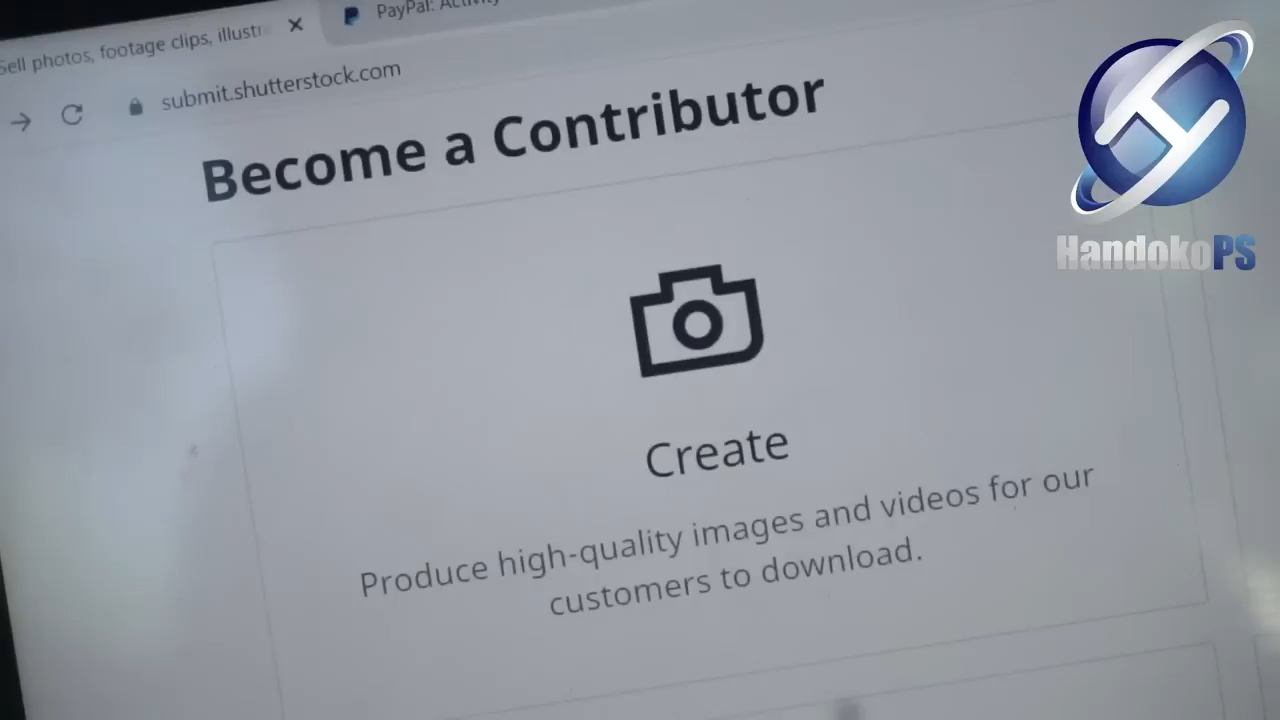 Sell photos, footage clips, illustr
PayPal: Activity
submit.shutterstock.com
Become a Contributor
Create
Produce high-quality images and videos for our
customers to download.
HandokoPS